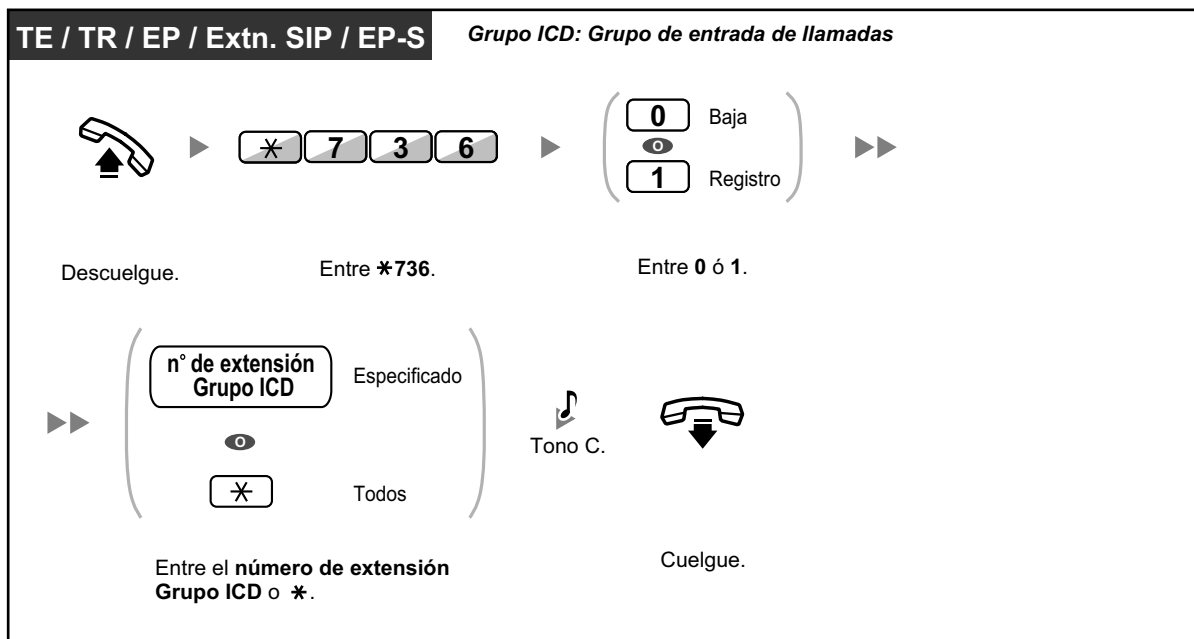 TE / TR / EP / Extn. SIP / EP-S
Grupo ICD: Grupo de entrada de llamadas
* 7 3 6
0 Baja
O
1 Registro
Descuelgue.
Entre *736.
Entre 0 ó 1.
n° de extensión
Grupo ICD
Especificado
O
* Todos
Tono C.
Entre el número de extensión
Grupo ICD o *.
Cuelgue.